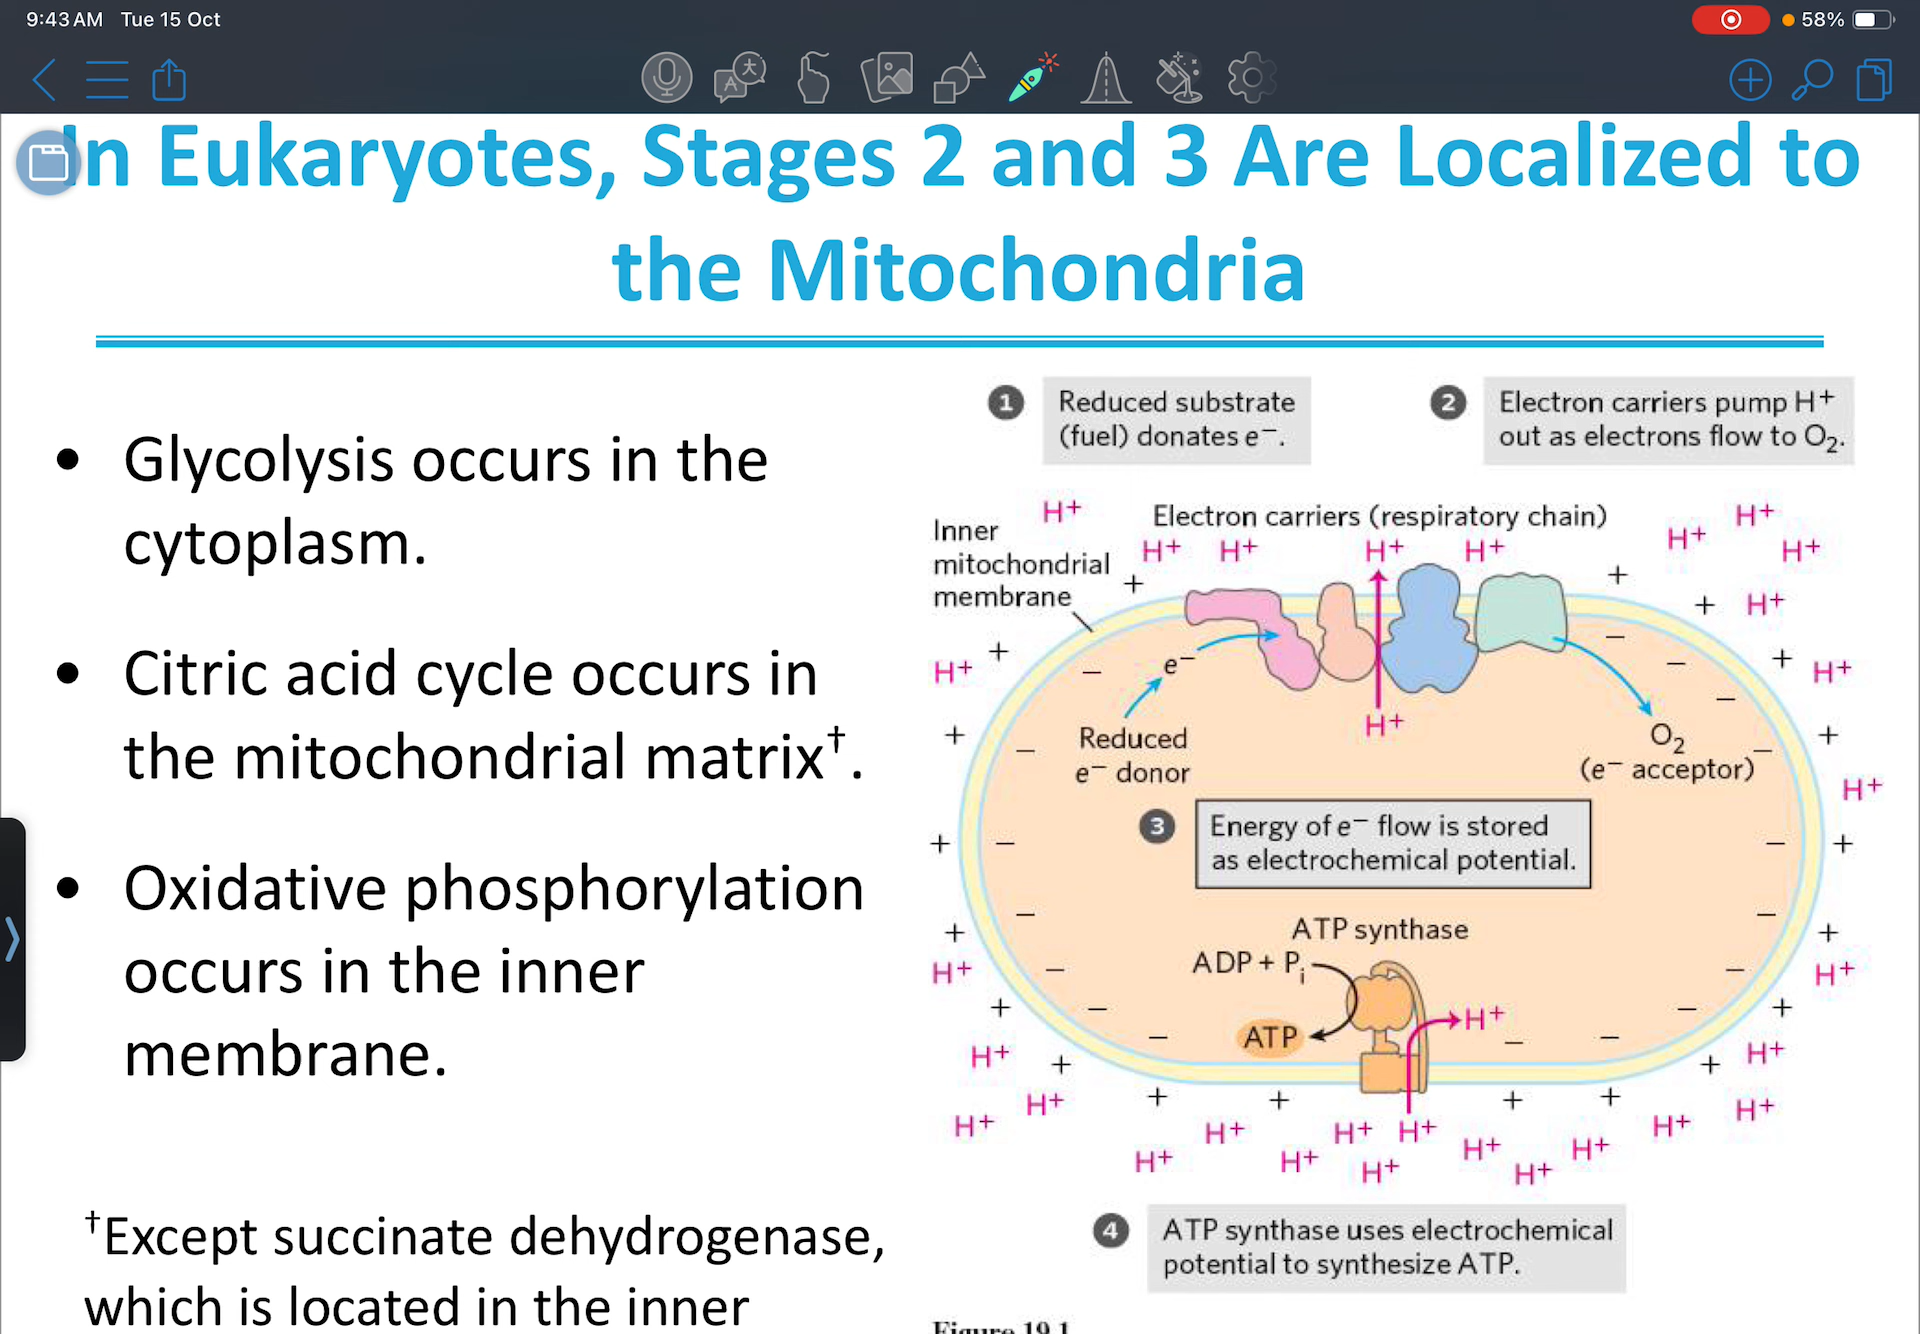 9:43 AM Tue 15 Oct
58%
In Eukaryotes, Stages 2 and 3 Are Localized to
the Mitochondria
• Glycolysis occurs in the
cytoplasm.
• Citric acid cycle occurs in
the mitochondrial matrix†.
• Oxidative phosphorylation
occurs in the inner
membrane.
†Except succinate dehydrogenase,
which is located in the inner
1 Reduced substrate
(fuel) donates e−.
2 Electron carriers pump H+
out as electrons flow to O₂.
Inner
mitochondrial
membrane
Electron carriers (respiratory chain)
H+ H+ H+ H+ H+ H+ H+ H+
+ + + H+
− −
+ H+ − e− + H+
−
H+
+ − Reduced
e− donor
O₂
(e− acceptor)
− +
H+
+ − − +
3 Energy of e− flow is stored
as electrochemical potential.
− −
+ +
ATP synthase
ADP + Pi
H+ − − H+
+ − − +
H+
ATP
− − −
H+ + + H+
+ + + +
H+ H+ H+ H+
H+ H+ H+ H+ H+
H+ H+ H+ H+
4 ATP synthase uses electrochemical
potential to synthesize ATP.
Figure 19.1